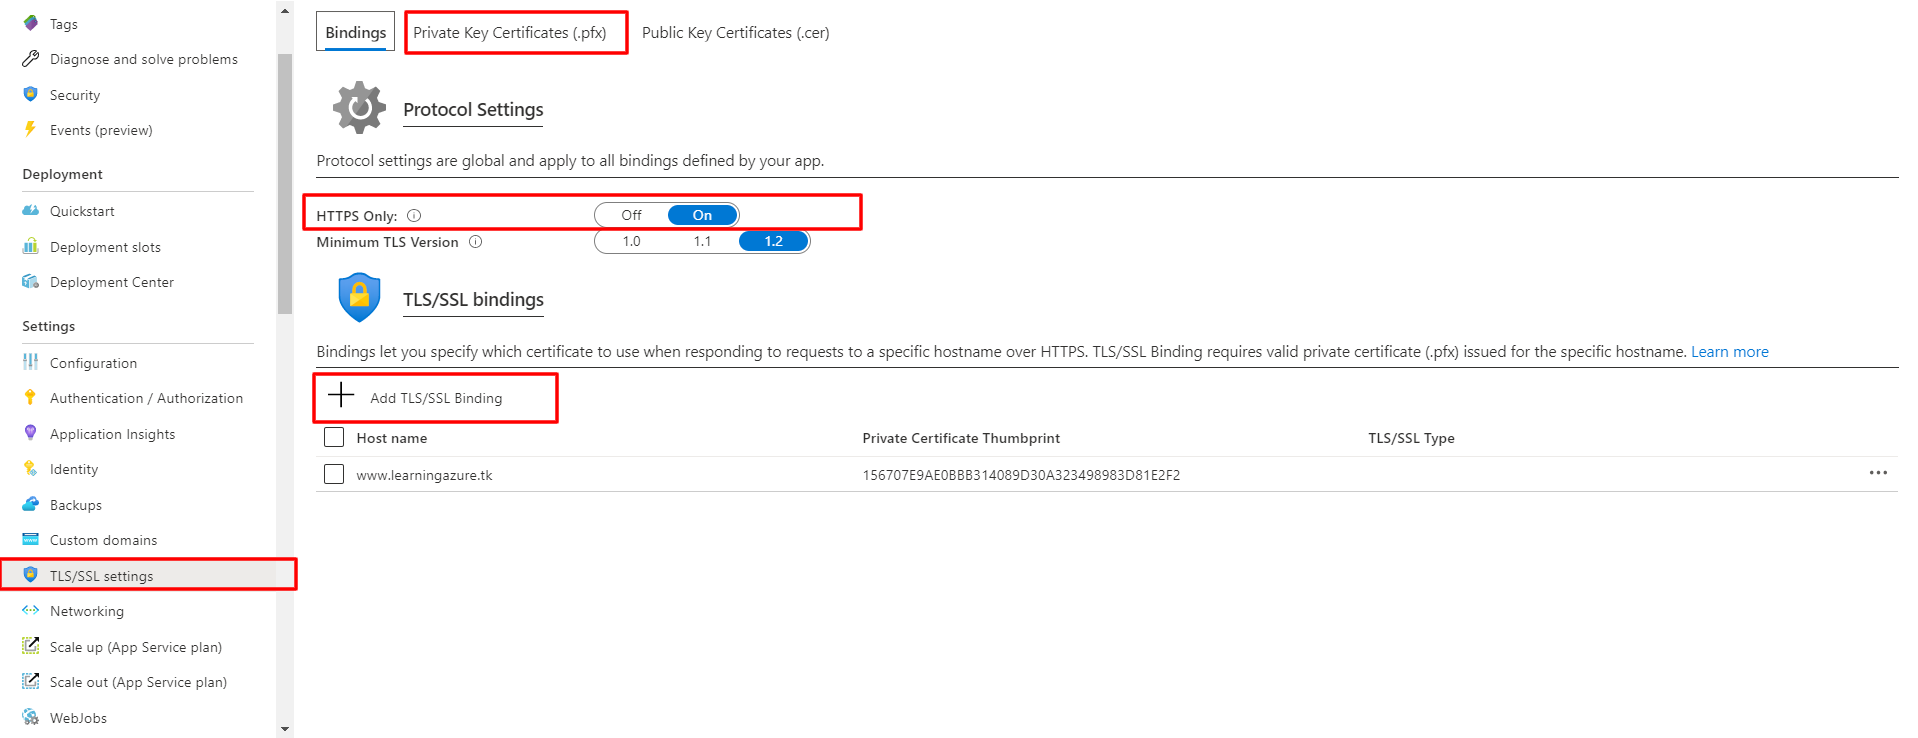 Tags
Diagnose and solve problems
Security
Events (preview)
Deployment
Quickstart
Deployment slots
Deployment Center
Settings
Configuration
Authentication / Authorization
Application Insights
Identity
Backups
Custom domains
TLS/SSL settings
Networking
Scale up (App Service plan)
Scale out (App Service plan)
WebJobs
Bindings Private Key Certificates (.pfx) Public Key Certificates (.cer)
Protocol Settings
Protocol settings are global and apply to all bindings defined by your app.
HTTPS Only: Off On
Minimum TLS Version 1.0 1.1 1.2
TLS/SSL bindings
Bindings let you specify which certificate to use when responding to requests to a specific hostname over HTTPS. TLS/SSL Binding requires valid private certificate (.pfx) issued for the specific hostname. Learn more
Add TLS/SSL Binding
Host name Private Certificate Thumbprint TLS/SSL Type
www.learningazure.tk 156707E9AE0BBB314089D30A323498983D81E2F2